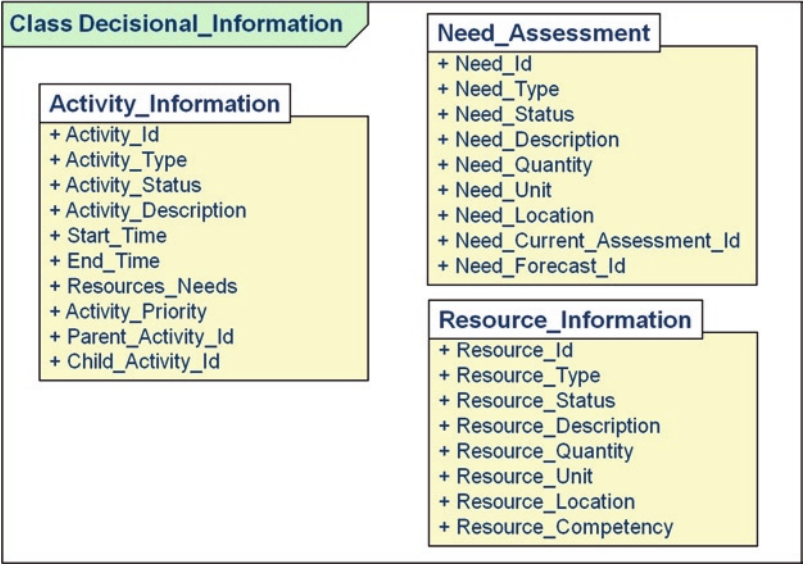 Class Decisional_Information
Activity_Information
+ Activity_Id
+ Activity_Type
+ Activity_Status
+ Activity_Description
+ Start_Time
+ End_Time
+ Resources_Needs
+ Activity_Priority
+ Parent_Activity_Id
+ Child_Activity_Id
Need_Assessment
+ Need_Id
+ Need_Type
+ Need_Status
+ Need_Description
+ Need_Quantity
+ Need_Unit
+ Need_Location
+ Need_Current_Assessment_Id
+ Need_Forecast_Id
Resource_Information
+ Resource_Id
+ Resource_Type
+ Resource_Status
+ Resource_Description
+ Resource_Quantity
+ Resource_Unit
+ Resource_Location
+ Resource_Competency